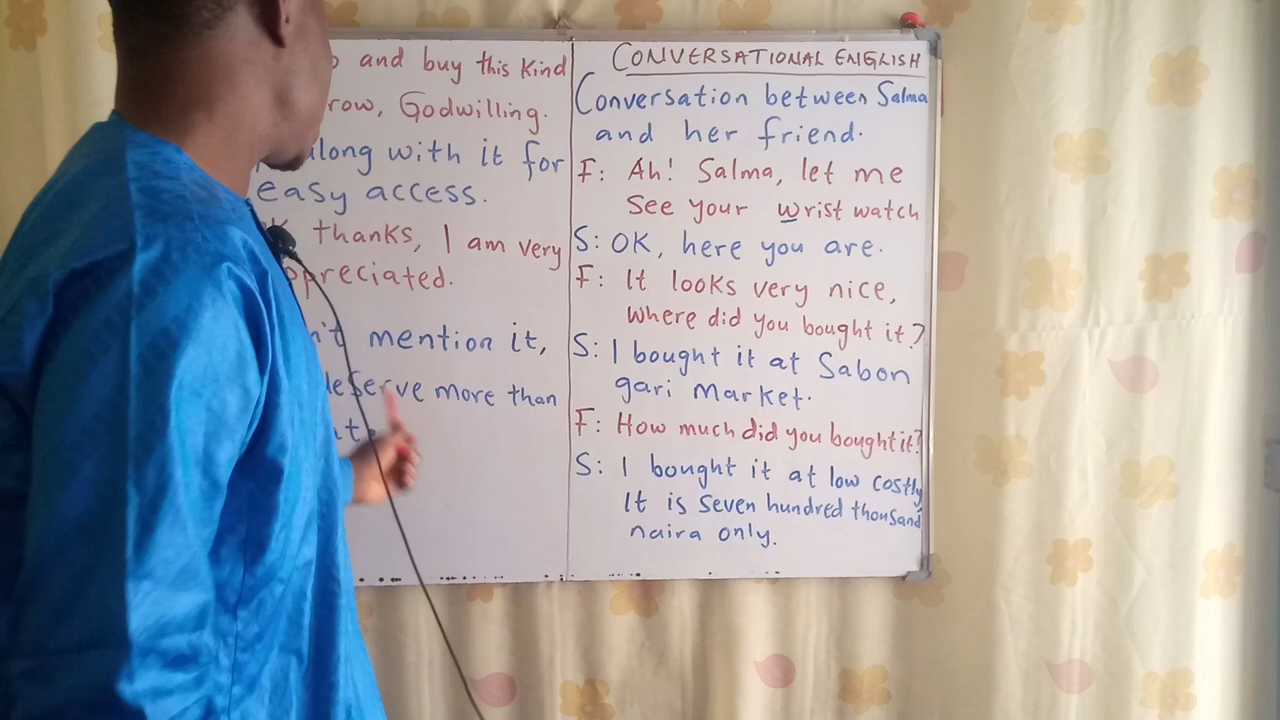 and buy this kind
row, Godwilling.
along with it for
easy access.
thanks, I am very
ppreciated.
n't mention it,
deserve more than
CONVERSATIONAL ENGLISH
Conversation between Salma
and her friend.
F: Ah! Salma, let me
see your wrist watch
S: OK, here you are.
F: It looks very nice,
where did you bought it?
S: I bought it at Sabon
gari market.
F: How much did you bought it?
S: I bought it at low costly
It is seven hundred thousand
naira only.